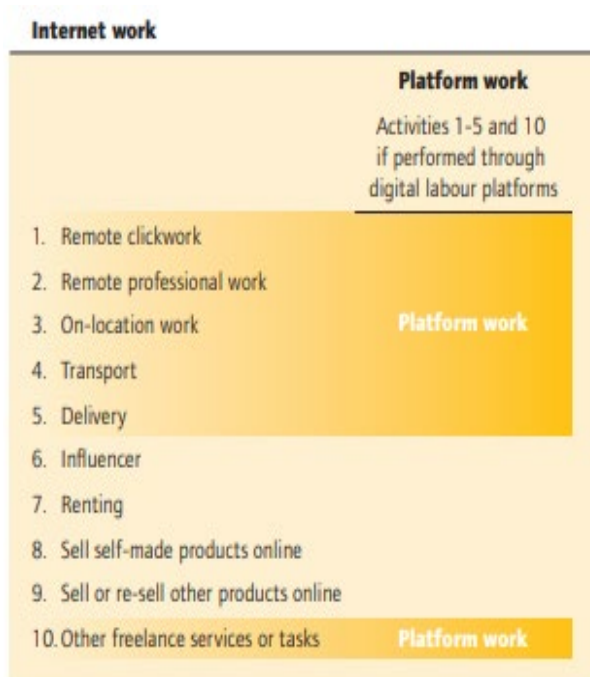 Internet work
Platform work
Activities 1-5 and 10
if performed through
digital labour platforms
1. Remote clickwork
2. Remote professional work
3. On-location work
Platform work
4. Transport
5. Delivery
6. Influencer
7. Renting
8. Sell self-made products online
9. Sell or re-sell other products online
10. Other freelance services or tasks
Platform work